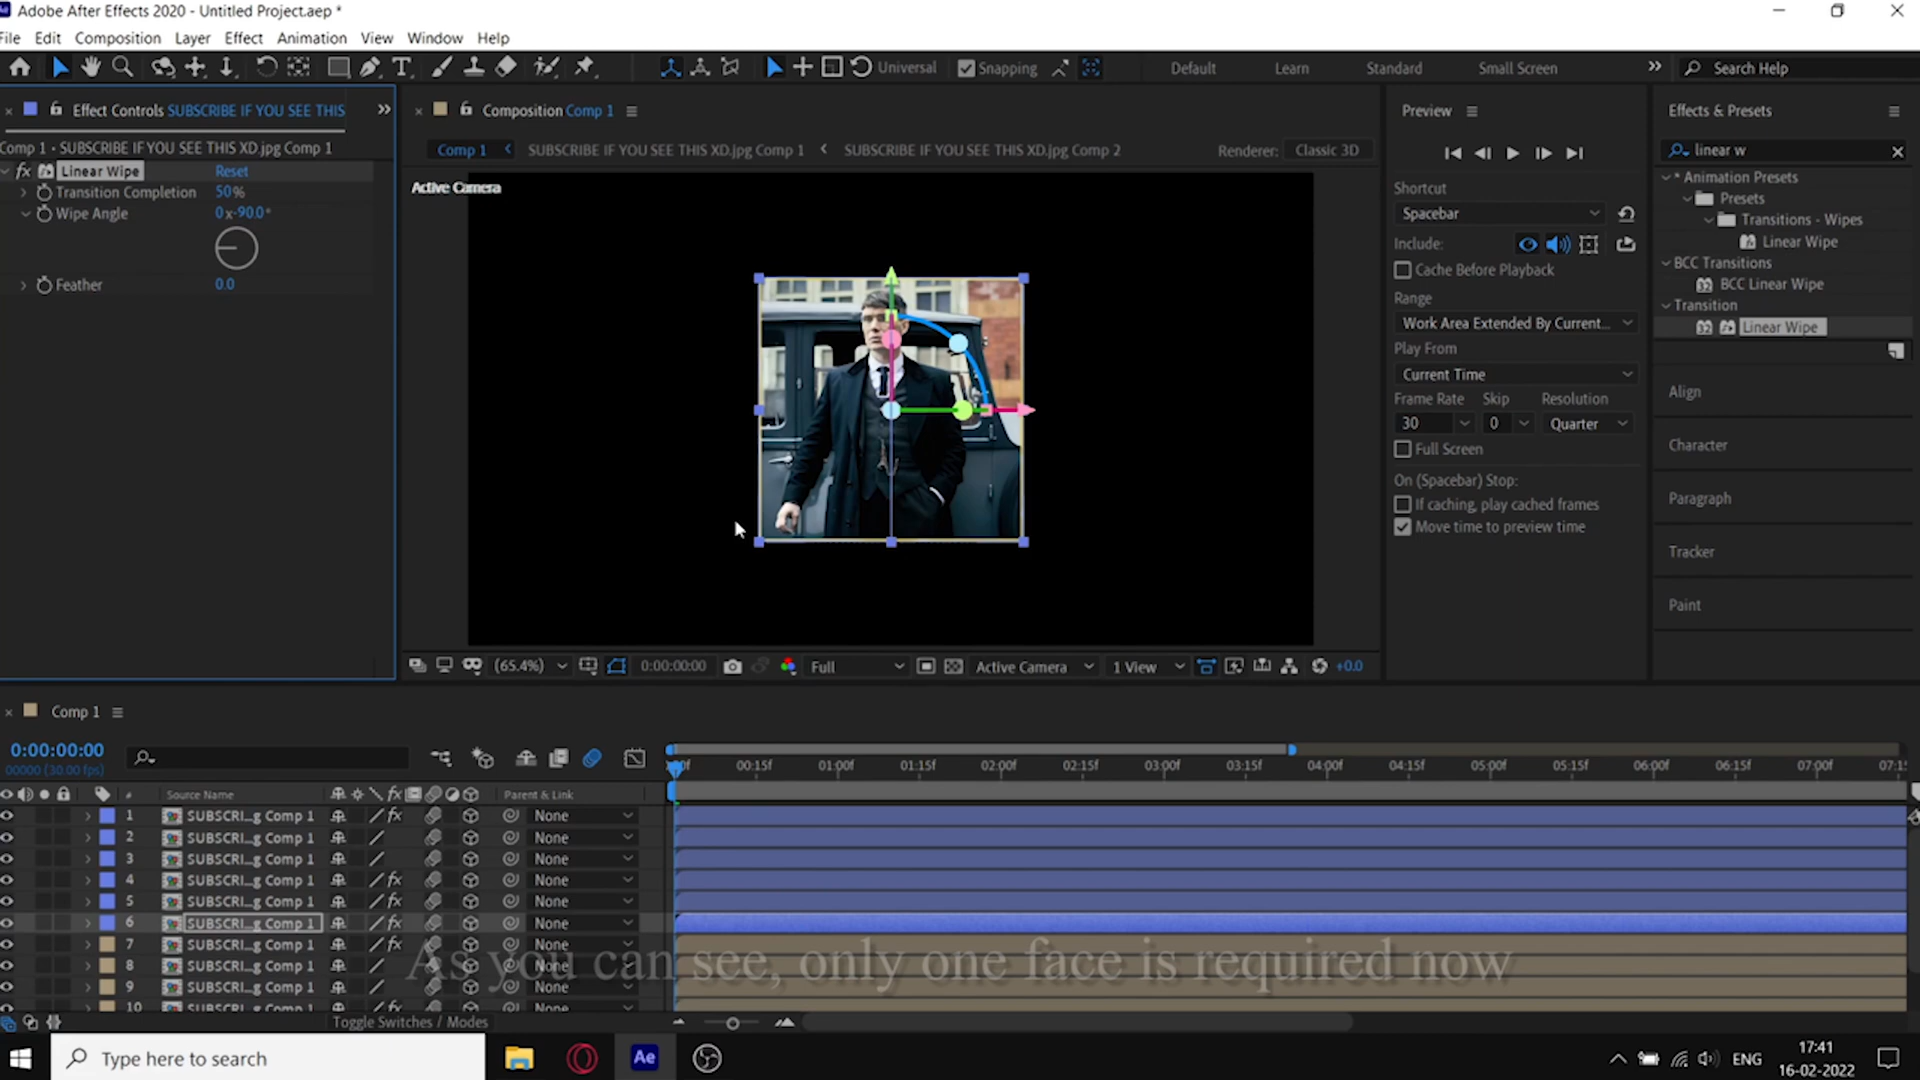 Adobe After Effects 2020 - Untitled Project.aep *
File Edit Composition Layer Effect Animation View Window Help
Universal Snapping Default Learn Standard Small Screen Search Help
Effect Controls SUBSCRIBE IF YOU SEE THIS
Comp 1 • SUBSCRIBE IF YOU SEE THIS XD.jpg Comp 1
fx Linear Wipe Reset
Transition Completion 50%
Wipe Angle 0x-90.0°
Feather 0.0
Composition Comp 1
Comp 1 SUBSCRIBE IF YOU SEE THIS XD.jpg Comp 1 SUBSCRIBE IF YOU SEE THIS XD.jpg Comp 2 Renderer: Classic 3D
Active Camera
(65.4%) 0:00:00:00 Full Active Camera 1 View +0.0
Preview
Shortcut
Spacebar
Include:
Cache Before Playback
Range
Work Area Extended By Current...
Play From
Current Time
Frame Rate Skip Resolution
30 0 Quarter
Full Screen
On (Spacebar) Stop:
If caching, play cached frames
Move time to preview time
Effects & Presets
linear w
* Animation Presets
Presets
Transitions - Wipes
Linear Wipe
BCC Transitions
BCC Linear Wipe
Transition
Linear Wipe
Align
Character
Paragraph
Tracker
Paint
Comp 1
0:00:00:00
00000 (30.00 fps)
00:15f 01:00f 01:15f 02:00f 02:15f 03:00f 03:15f 04:00f 04:15f 05:00f 05:15f 06:00f 06:15f 07:00f 07:1
# Source Name fx Parent & Link
1 SUBSCRI...g Comp 1 fx None
2 SUBSCRI...g Comp 1 None
3 SUBSCRI...g Comp 1 None
4 SUBSCRI...g Comp 1 fx None
5 SUBSCRI...g Comp 1 None
6 SUBSCRI...g Comp 1 fx None
7 SUBSCRI...g Comp 1 fx None
8 SUBSCRI...g Comp 1 None
9 SUBSCRI...g Comp 1 None
10 SUBSCRI...g Comp 1 fx None
As you can see, only one face is required now
Toggle Switches / Modes
Type here to search
Ae
ENG
17:41
16-02-2022